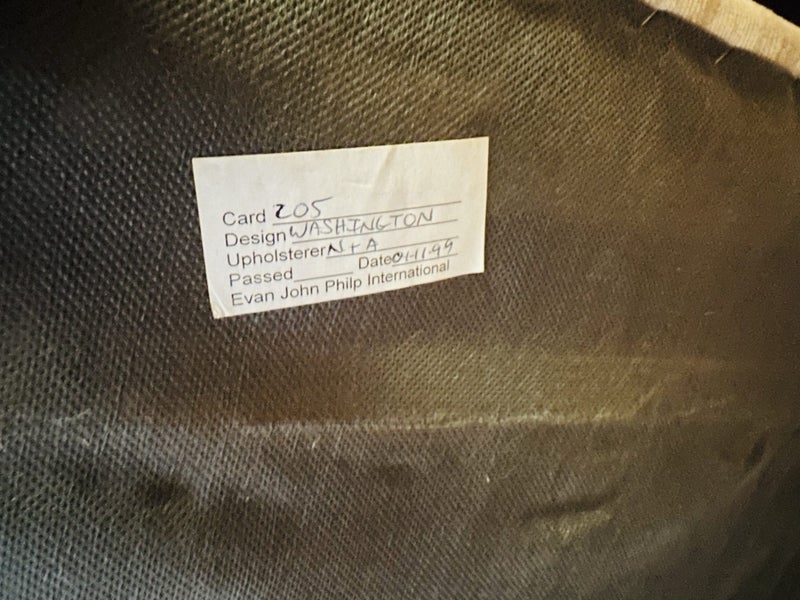 Card 205
Design WASHINGTON
Upholsterer N + A
Passed Date 01-11-99
Evan John Philp International